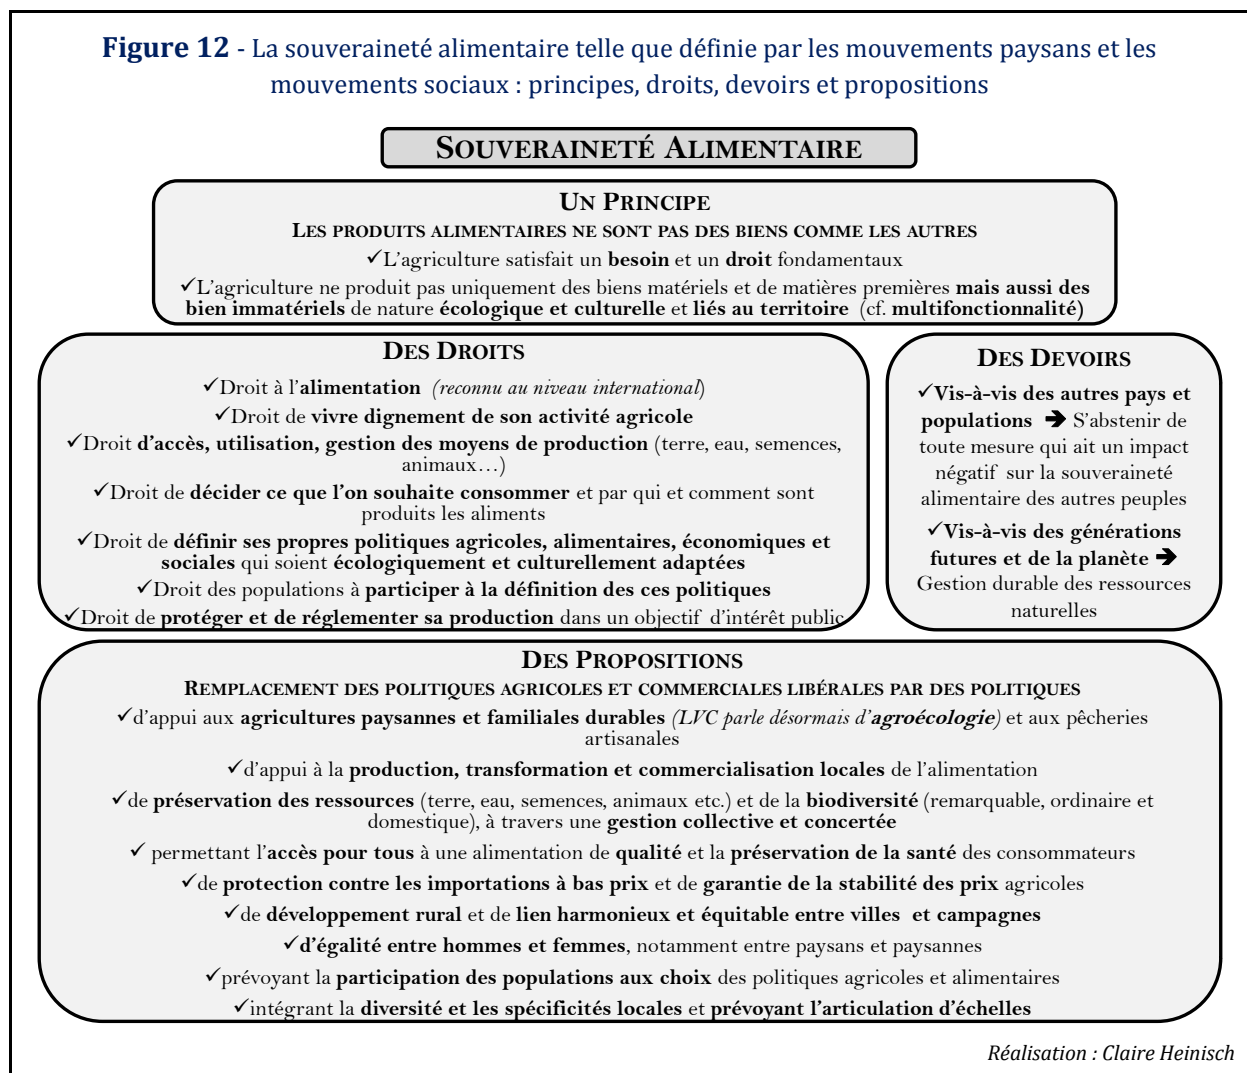 Figure 12 - La souveraineté alimentaire telle que définie par les mouvements paysans et les
mouvements sociaux : principes, droits, devoirs et propositions
SOUVERAINETÉ ALIMENTAIRE
UN PRINCIPE
LES PRODUITS ALIMENTAIRES NE SONT PAS DES BIENS COMME LES AUTRES
✓L'agriculture satisfait un besoin et un droit fondamentaux
✓L'agriculture ne produit pas uniquement des biens matériels et de matières premières mais aussi des
bien immatériels de nature écologique et culturelle et liés au territoire (cf. multifonctionnalité)
DES DROITS
✓Droit à l'alimentation (reconnu au niveau international)
✓Droit de vivre dignement de son activité agricole
✓Droit d'accès, utilisation, gestion des moyens de production (terre, eau, semences,
animaux…)
✓Droit de décider ce que l'on souhaite consommer et par qui et comment sont
produits les aliments
✓Droit de définir ses propres politiques agricoles, alimentaires, économiques et
sociales qui soient écologiquement et culturellement adaptées
✓Droit des populations à participer à la définition des ces politiques
✓Droit de protéger et de réglementer sa production dans un objectif d'intérêt public
DES DEVOIRS
✓Vis-à-vis des autres pays et
populations ➔ S'abstenir de
toute mesure qui ait un impact
négatif sur la souveraineté
alimentaire des autres peuples
✓Vis-à-vis des générations
futures et de la planète ➔
Gestion durable des ressources
naturelles
DES PROPOSITIONS
REMPLACEMENT DES POLITIQUES AGRICOLES ET COMMERCIALES LIBÉRALES PAR DES POLITIQUES
✓d'appui aux agricultures paysannes et familiales durables (LVC parle désormais d'agroécologie) et aux pêcheries
artisanales
✓d'appui à la production, transformation et commercialisation locales de l'alimentation
✓de préservation des ressources (terre, eau, semences, animaux etc.) et de la biodiversité (remarquable, ordinaire et
domestique), à travers une gestion collective et concertée
✓ permettant l'accès pour tous à une alimentation de qualité et la préservation de la santé des consommateurs
✓de protection contre les importations à bas prix et de garantie de la stabilité des prix agricoles
✓de développement rural et de lien harmonieux et équitable entre villes et campagnes
✓d'égalité entre hommes et femmes, notamment entre paysans et paysannes
✓prévoyant la participation des populations aux choix des politiques agricoles et alimentaires
✓intégrant la diversité et les spécificités locales et prévoyant l'articulation d'échelles
Réalisation : Claire Heinisch